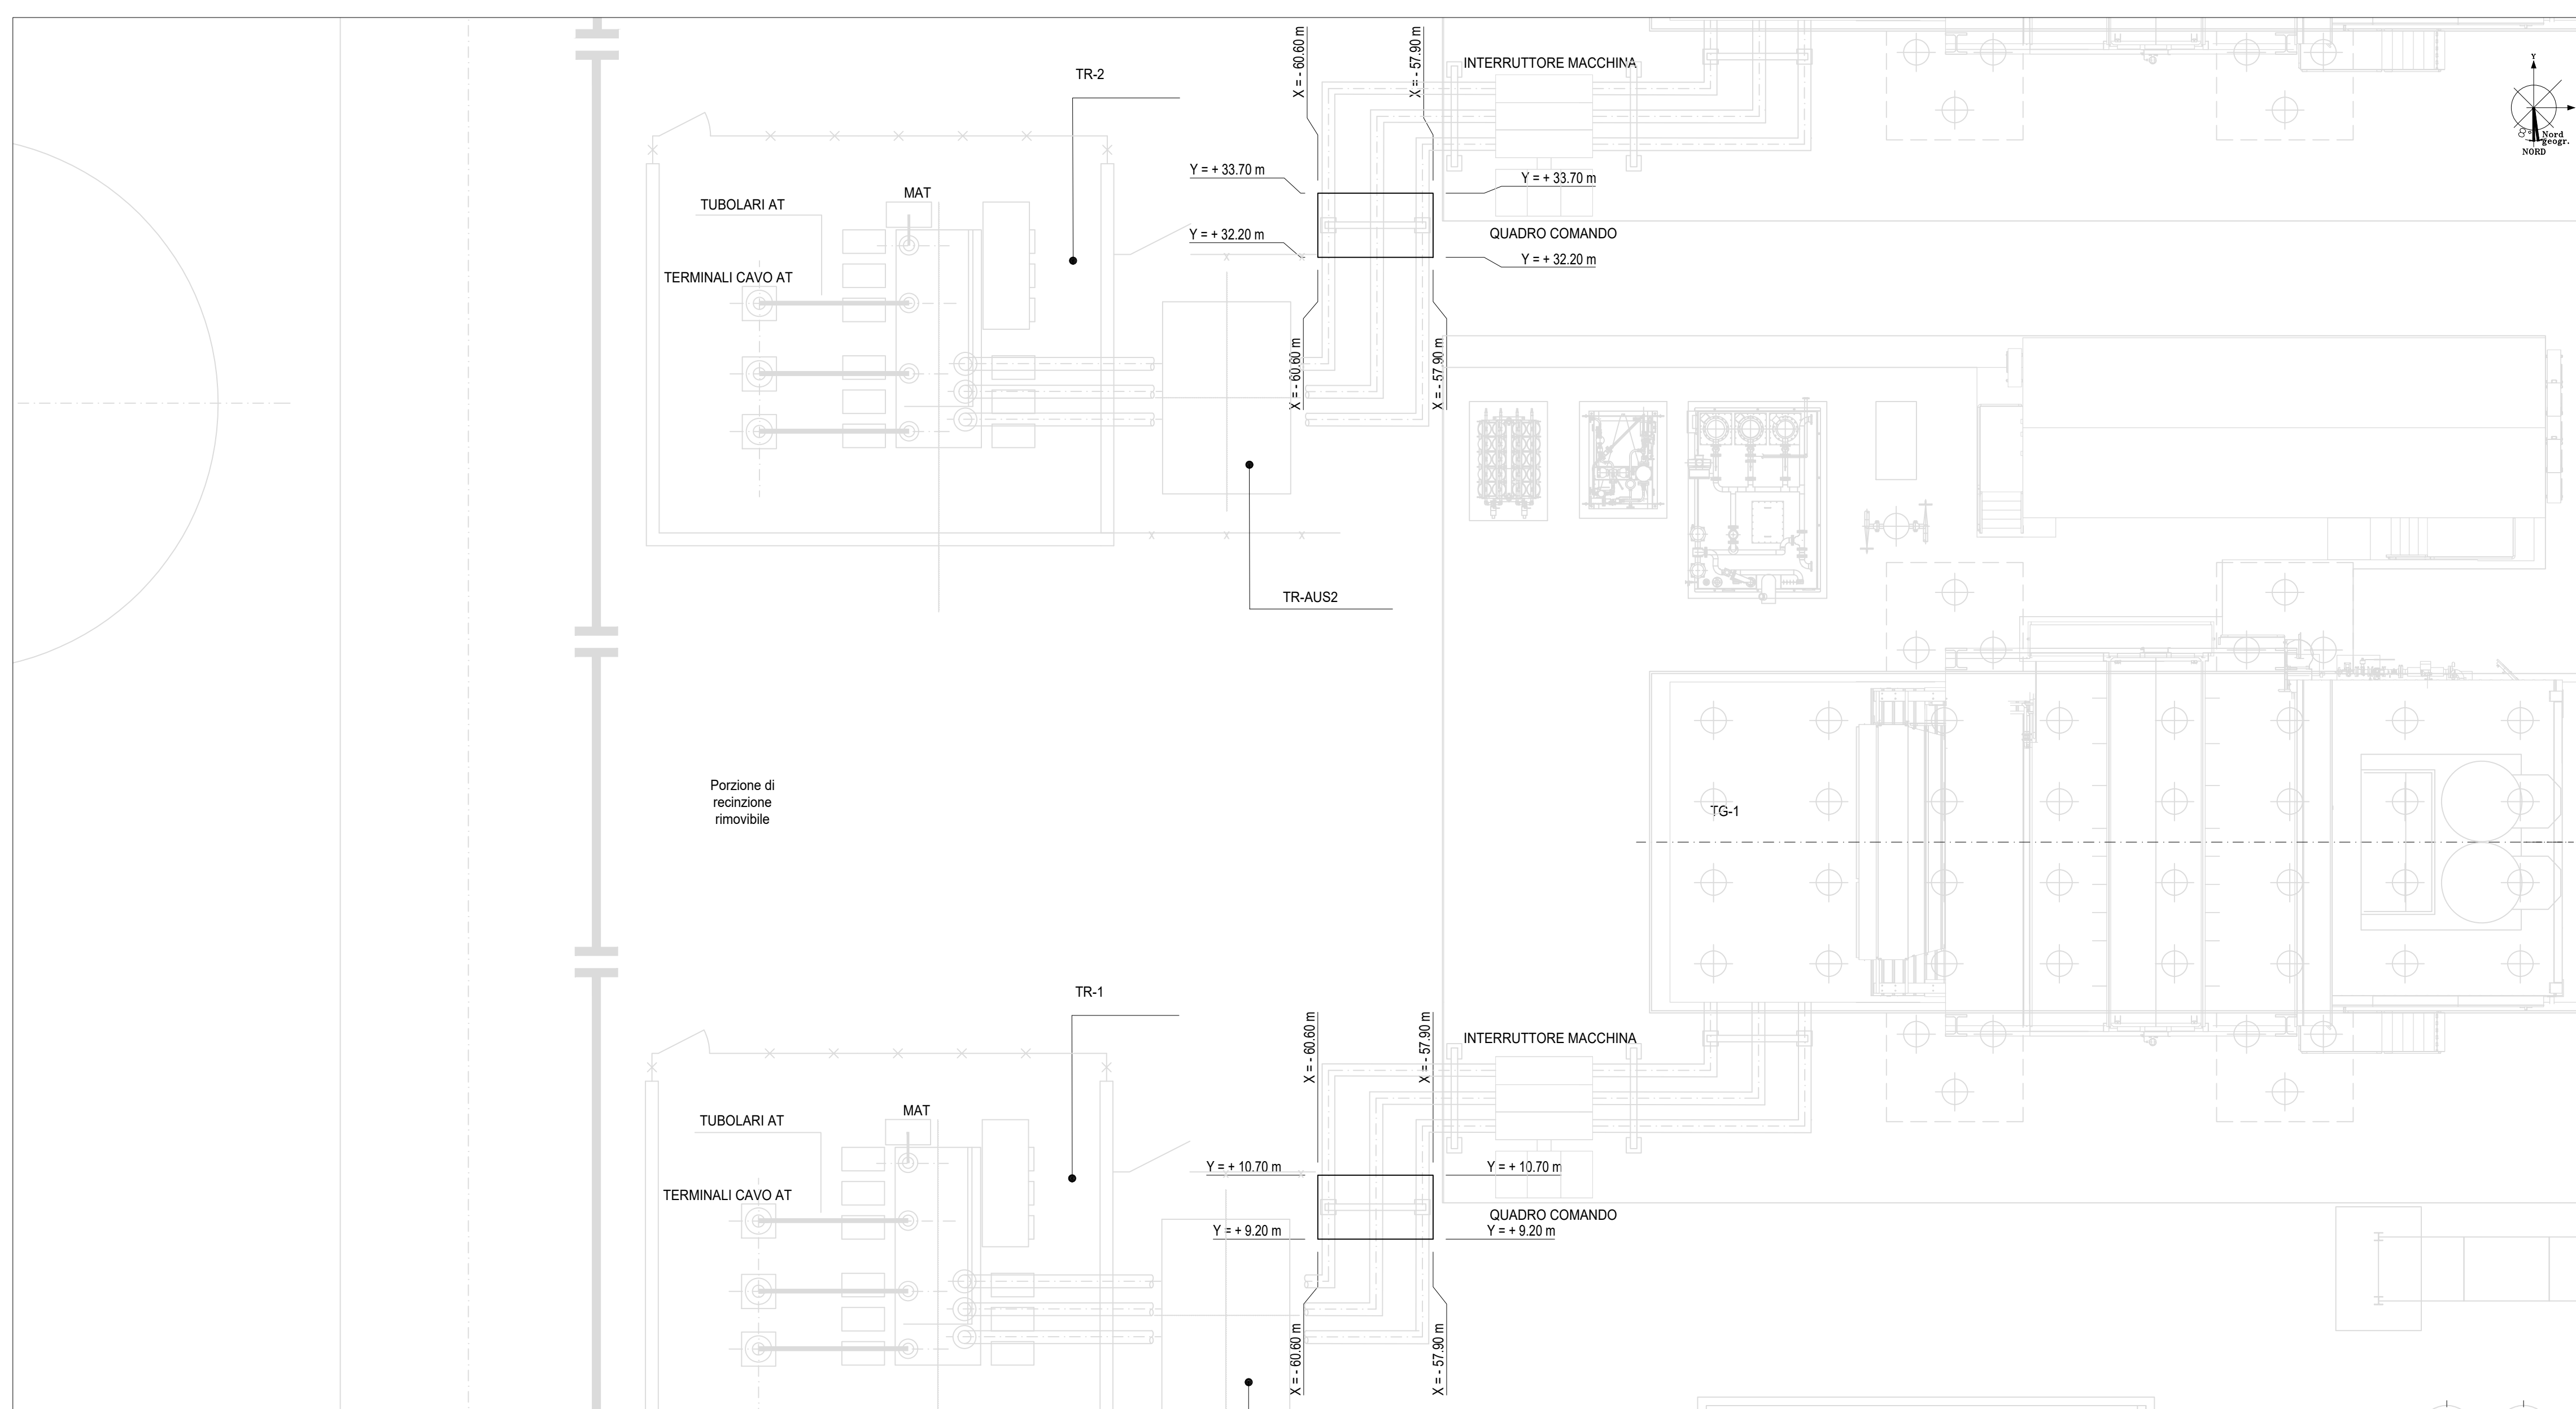 X = - 60.60 m
X = - 57.90 m
INTERRUTTORE MACCHINA
TR-2
Y
8°
Nord
geogr.
NORD
Y = + 33.70 m
Y = + 33.70 m
MAT
TUBOLARI AT
Y = + 32.20 m
QUADRO COMANDO
Y = + 32.20 m
TERMINALI CAVO AT
X = - 60.60 m
X = - 57.90 m
TR-AUS2
Porzione di
recinzione
rimovibile
TG-1
TR-1
X = - 60.60 m
X = - 57.90 m
INTERRUTTORE MACCHINA
MAT
TUBOLARI AT
Y = + 10.70 m
Y = + 10.70 m
TERMINALI CAVO AT
QUADRO COMANDO
Y = + 9.20 m
Y = + 9.20 m
X = - 60.60 m
X = - 57.90 m